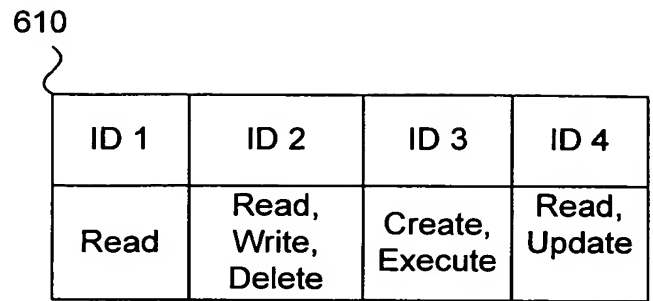 610
ID 1 ID 2 ID 3 ID 4
Read
Read,
Write,
Delete
Create,
Execute
Read,
Update